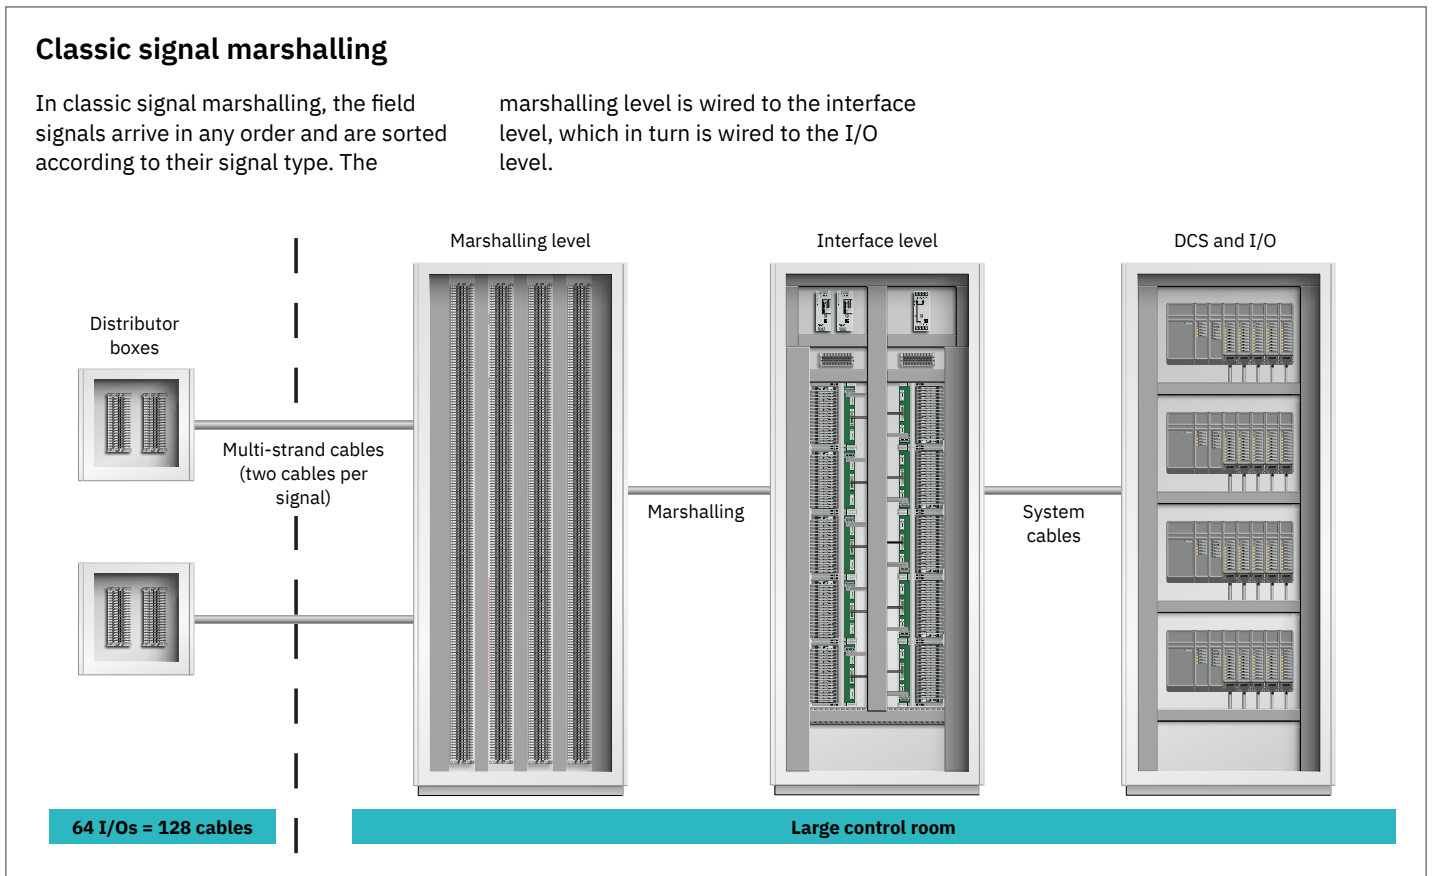 Classic signal marshalling
In classic signal marshalling, the field
signals arrive in any order and are sorted
according to their signal type. The
marshalling level is wired to the interface
level, which in turn is wired to the I/O
level.
Marshalling level
Interface level
DCS and I/O
Distributor
boxes
Multi-strand cables
(two cables per
signal)
Marshalling
System
cables
64 I/Os = 128 cables
Large control room